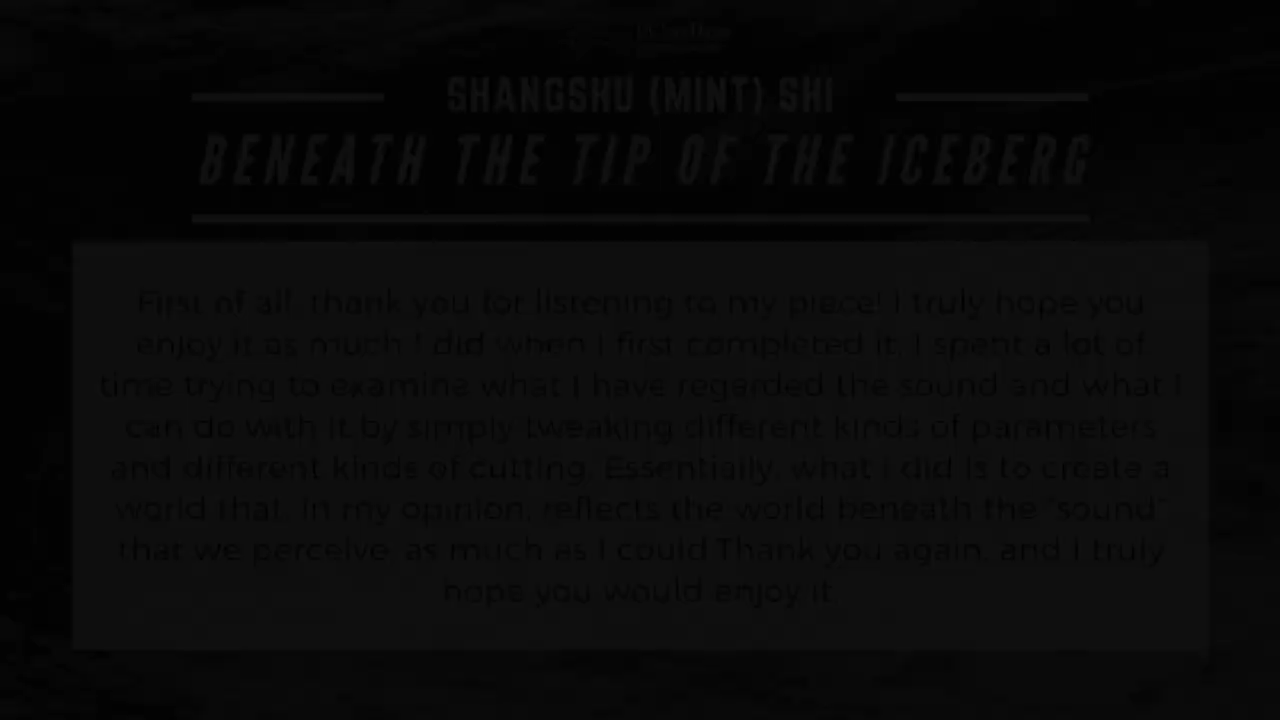 SHANGSHU (MINT) SHI
BENEATH THE TIP OF THE ICEBERG
First of all, thank you for listening to my piece! I truly hope you
enjoy it as much I did when I first completed it. I spent a lot of
time trying to examine what I have regarded the sound and what I
can do with it by simply tweaking different kinds of parameters
and different kinds of cutting. Essentially, what I did is to create a
world that, in my opinion, reflects the world beneath the "sound"
that we perceive, as much as I could Thank you again, and I truly
hope you would enjoy it